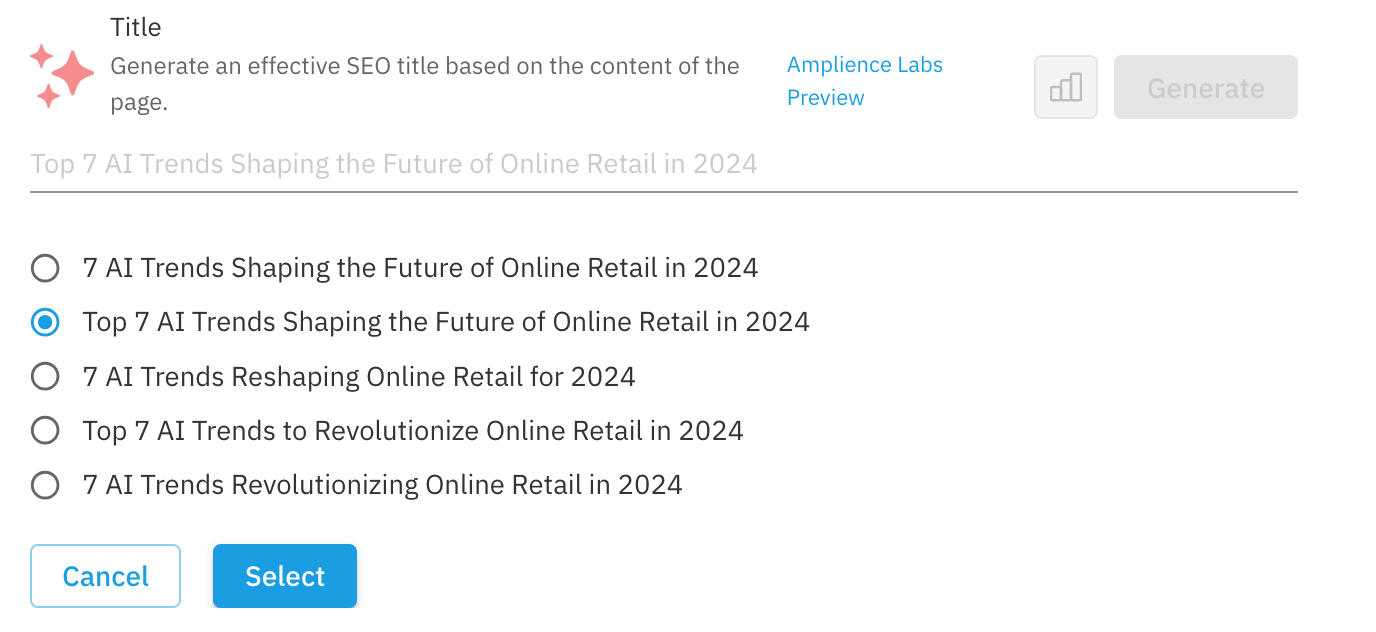 Title
Generate an effective SEO title based on the content of the
page.
Amplience Labs
Preview
Generate
Top 7 AI Trends Shaping the Future of Online Retail in 2024
7 AI Trends Shaping the Future of Online Retail in 2024
Top 7 AI Trends Shaping the Future of Online Retail in 2024
7 AI Trends Reshaping Online Retail for 2024
Top 7 AI Trends to Revolutionize Online Retail in 2024
7 AI Trends Revolutionizing Online Retail in 2024
Cancel
Select